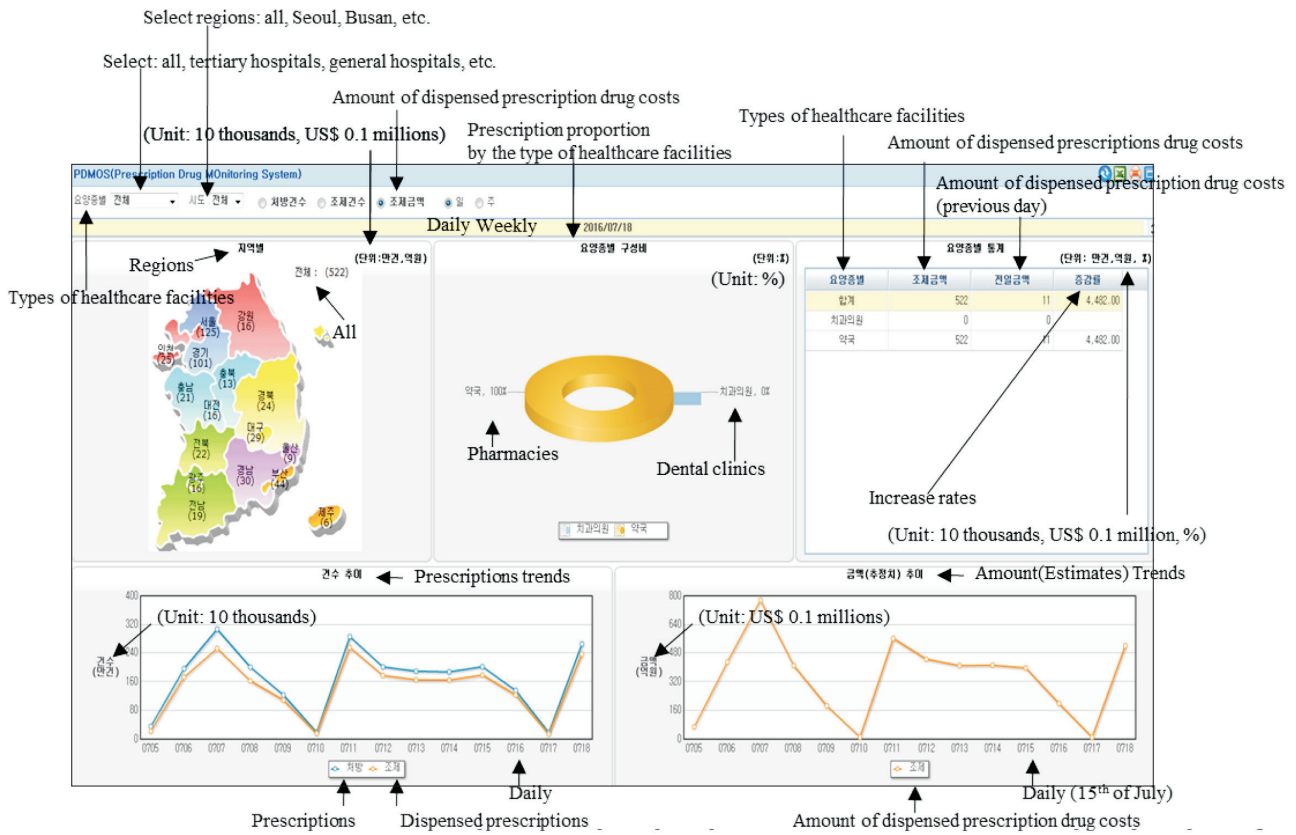 Select regions: all, Seoul, Busan, etc.
Select: all, tertiary hospitals, general hospitals, etc.
Amount of dispensed prescription drug costs
(Unit: 10 thousands, US$ 0.1 millions)
Prescription proportion
by the type of healthcare facilities
Types of healthcare facilities
Amount of dispensed prescriptions drug costs
Amount of dispensed prescription drug costs
(previous day)
PDMOS(Prescription Drug MOnitoring System)
요양종별 전체 시도 전체 처방건수 조제건수 조제금액 일 주
Daily Weekly
2016/07/18
지역별
(단위:만건,억원)
Regions
전체 : (522)
All
Types of healthcare facilities
강원
(16)
서울
(125)
인천
(25)
경기
(101)
충북
(13)
충남
(21)
대전
(16)
경북
(24)
대구
(29)
전북
(22)
울산
(9)
경남
(30)
부산
(44)
광주
(16)
전남
(19)
제주
(6)
요양종별 구성비
(단위:%)
(Unit: %)
약국, 100%
치과의원, 0%
Pharmacies
Dental clinics
치과의원 약국
요양종별 통계
(단위: 만건,억원, %)
요양종별 조제금액 전일금액 증감률
합계 522 11 4,482.00
치과의원 0 0
약국 522 11 4,482.00
Increase rates
(Unit: 10 thousands, US$ 0.1 million, %)
건수 추이
Prescriptions trends
(Unit: 10 thousands)
건수
(만건)
400
320
240
160
80
0
0705 0706 0707 0708 0709 0710 0711 0712 0713 0714 0715 0716 0717 0718
처방 조제
Daily
Prescriptions
Dispensed prescriptions
금액(추정치) 추이
Amount(Estimates) Trends
(Unit: US$ 0.1 millions)
금액
(억원)
800
640
480
320
160
0
0705 0706 0707 0708 0709 0710 0711 0712 0713 0714 0715 0716 0717 0718
조제
Daily (15th of July)
Amount of dispensed prescription drug costs